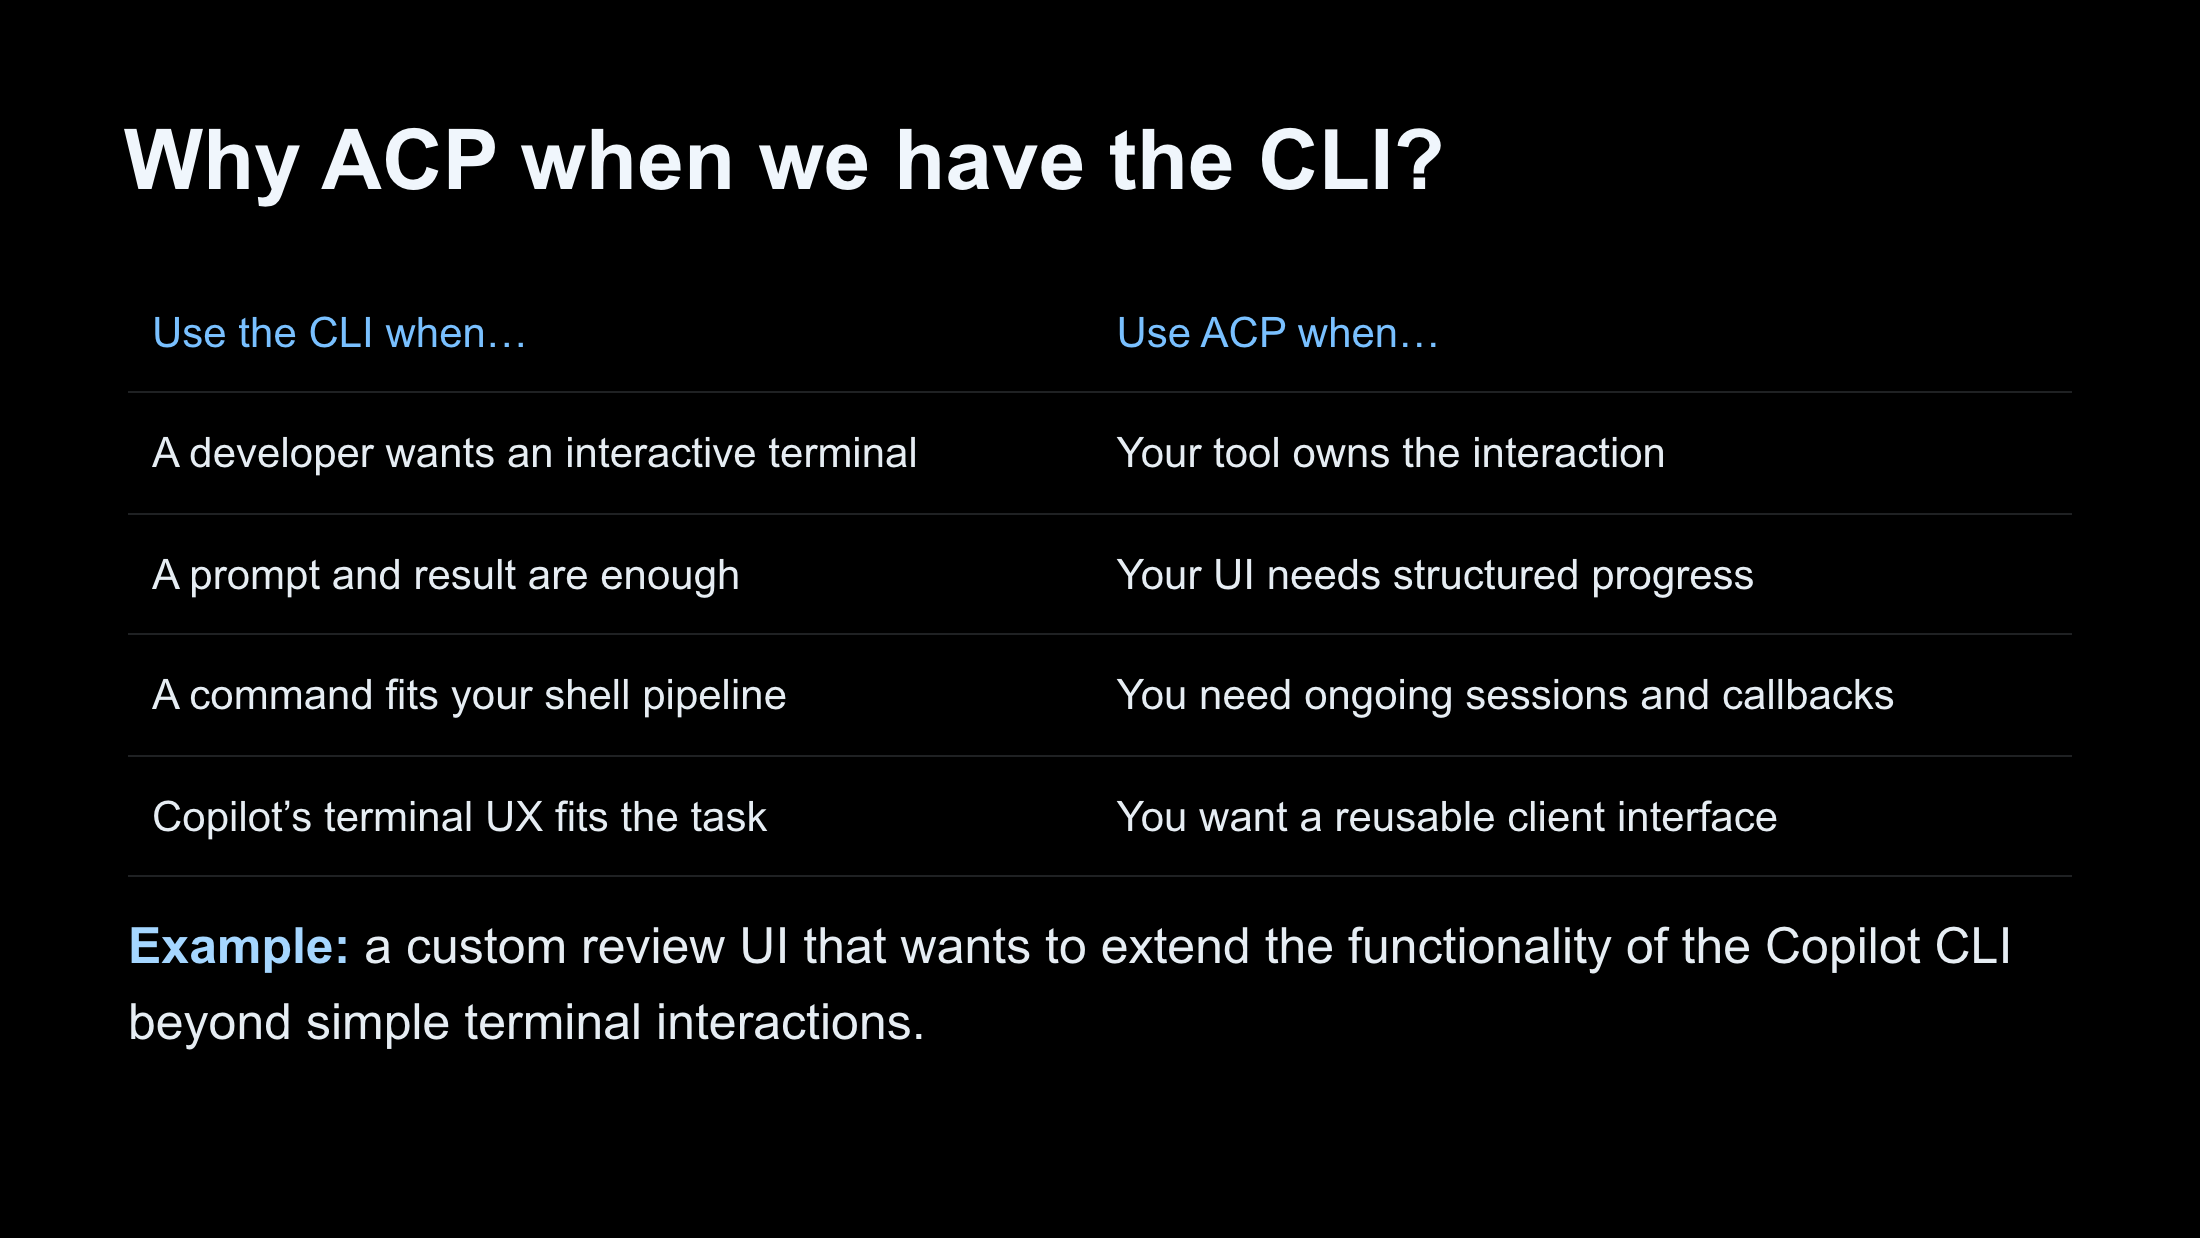 Why ACP when we have the CLI?
Use the CLI when…
Use ACP when…
A developer wants an interactive terminal
Your tool owns the interaction
A prompt and result are enough
Your UI needs structured progress
A command fits your shell pipeline
You need ongoing sessions and callbacks
Copilot’s terminal UX fits the task
You want a reusable client interface
Example: a custom review UI that wants to extend the functionality of the Copilot CLI
beyond simple terminal interactions.